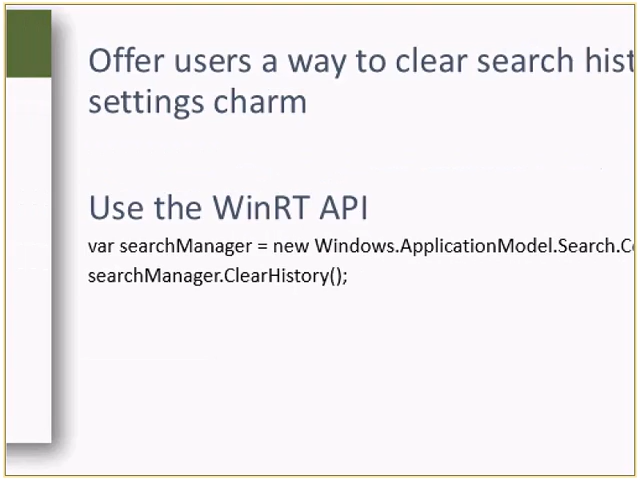 Offer users a way to clear search hist
settings charm
Use the WinRT API
var searchManager = new Windows.ApplicationModel.Search.C
searchManager.ClearHistory();